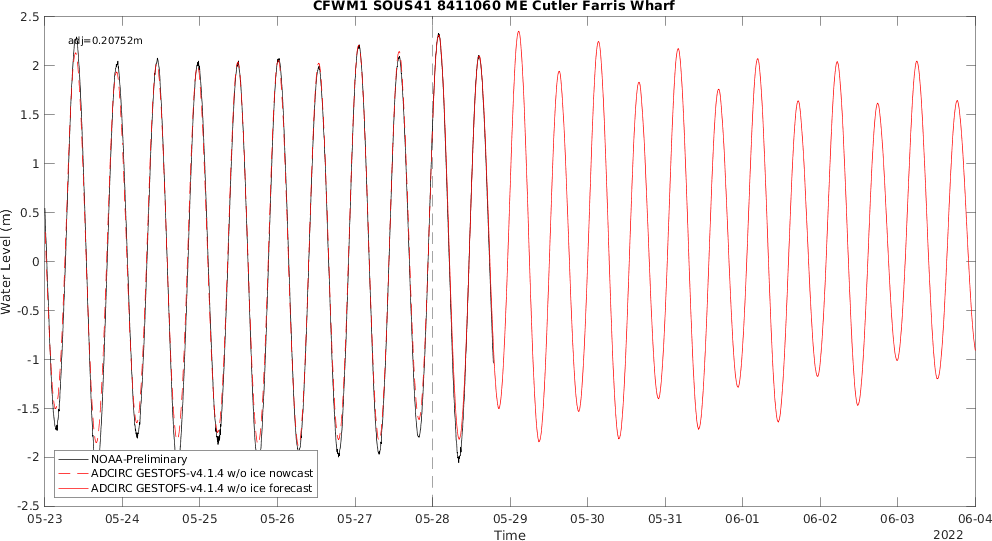 CFWM1 SOUS41 8411060 ME Cutler Farris Wharf
adj=0.20752m
Water Level (m)
2.5
2
1.5
1
0.5
0
-0.5
-1
-1.5
-2
-2.5
NOAA-Preliminary
ADCIRC GESTOFS-v4.1.4 w/o ice nowcast
ADCIRC GESTOFS-v4.1.4 w/o ice forecast
05-23 05-24 05-25 05-26 05-27 05-28 05-29 05-30 05-31 06-01 06-02 06-03 06-04
Time
2022